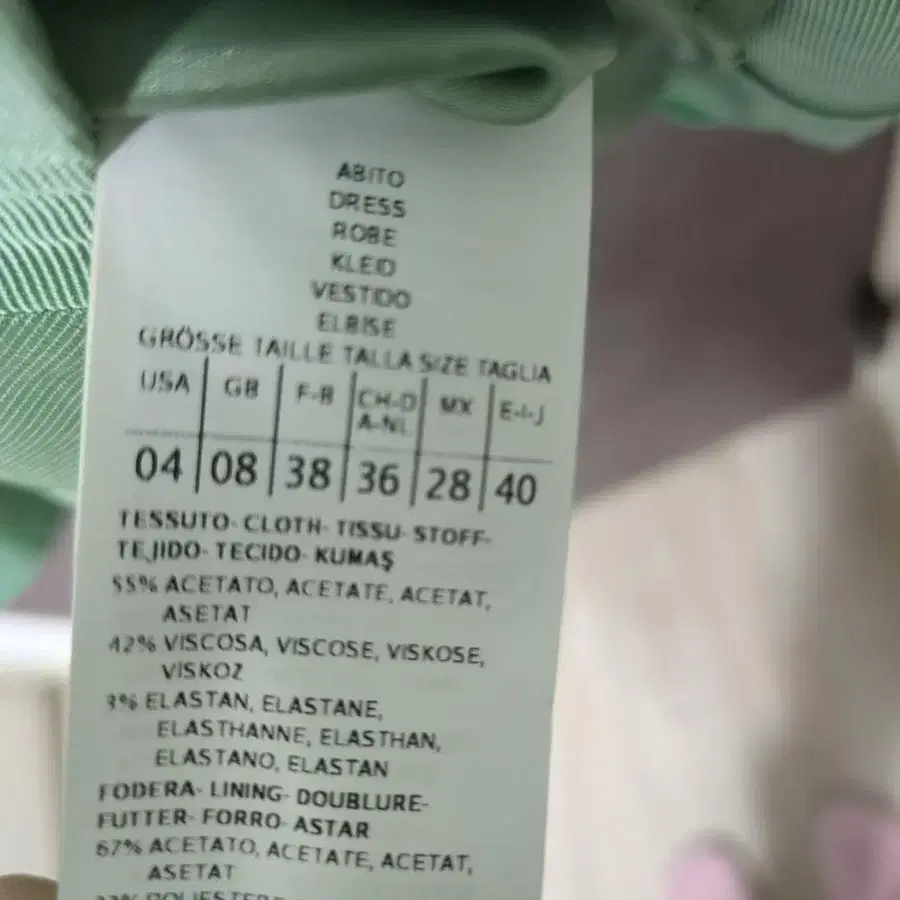 ABITO
DRESS
ROBE
KLEID
VESTIDO
ELBISE
GRÖSSE TAILLE TALLA SIZE TAGLIA
USA GB F-B CH-D A-NL MX E-I-J
04 08 38 36 28 40
TESSUTO- CLOTH- TISSU- STOFF-
TEJIDO- TECIDO- KUMAŞ
55% ACETATO, ACETATE, ACETAT,
ASETAT
42% VISCOSA, VISCOSE, VISKOSE,
VISKOZ
3% ELASTAN, ELASTANE,
ELASTHANNE, ELASTHAN,
ELASTANO, ELASTAN
FODERA- LINING- DOUBLURE-
FUTTER- FORRO- ASTAR
67% ACETATO, ACETATE, ACETAT,
ASETAT